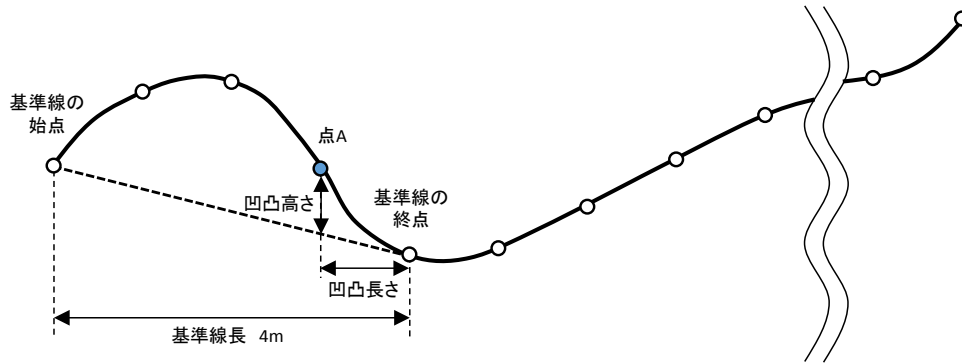 基準線の
始点
点A
凹凸高さ
基準線の
終点
凹凸長さ
基準線長 4m